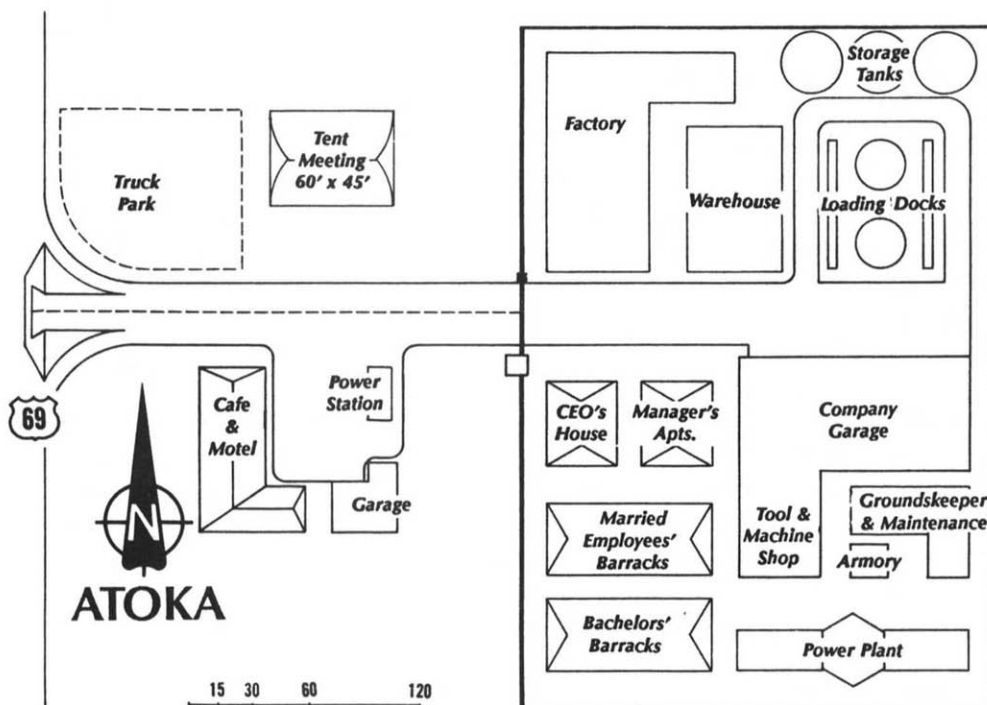 Storage
Tanks
Factory
Tent
Meeting
60' x 45'
Truck
Park
Warehouse
Loading Docks
69
Power
Station
Cafe
&
Motel
Garage
CEO's
House
Manager's
Apts.
Company
Garage
Groundskeeper
& Maintenance
Tool &
Machine
Shop
Armory
Married
Employees'
Barracks
Bachelors'
Barracks
Power Plant
N
ATOKA
15 30 60 120